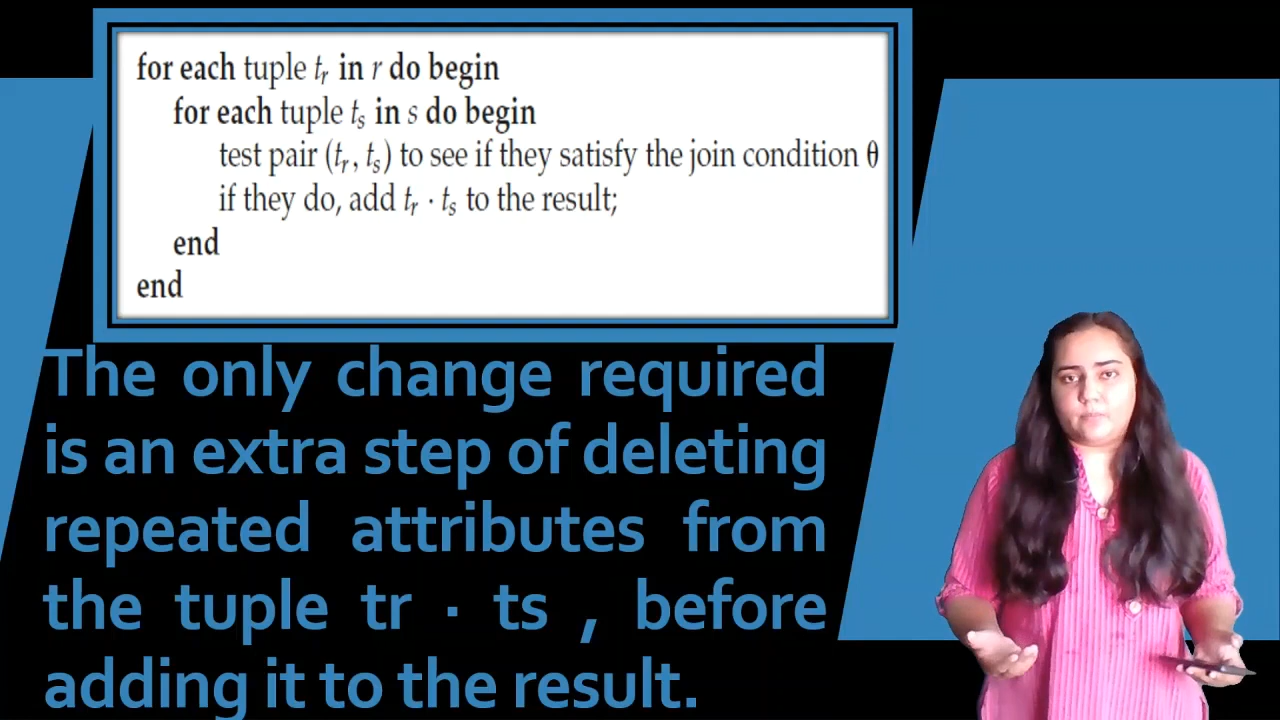 for each tuple tr in r do begin
for each tuple ts in s do begin
test pair (tr, ts) to see if they satisfy the join condition θ
if they do, add tr · ts to the result;
end
end
The only change required
is an extra step of deleting
repeated attributes from
the tuple tr · ts , before
adding it to the result.